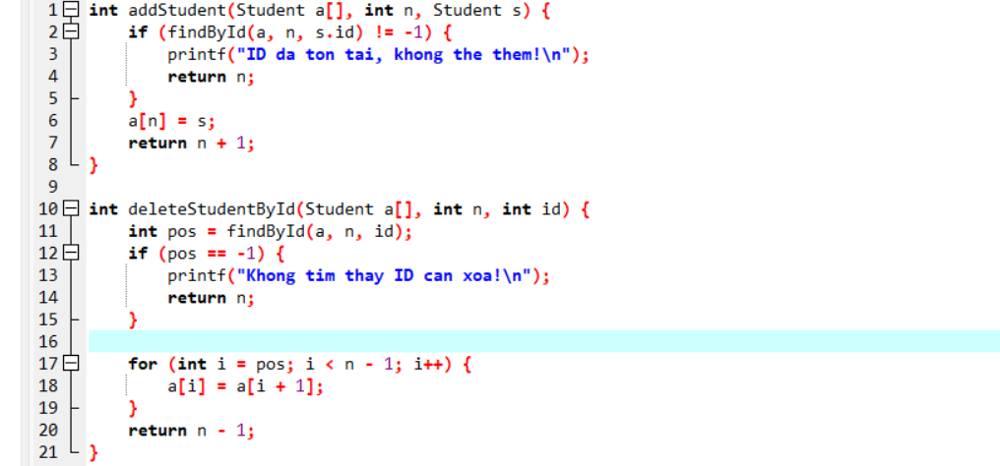 1 int addStudent(Student a[], int n, Student s) {
2     if (findById(a, n, s.id) != -1) {
3         printf("ID da ton tai, khong the them!\n");
4         return n;
5     }
6     a[n] = s;
7     return n + 1;
8 }
9
10 int deleteStudentById(Student a[], int n, int id) {
11     int pos = findById(a, n, id);
12     if (pos == -1) {
13         printf("Khong tim thay ID can xoa!\n");
14         return n;
15     }
16
17     for (int i = pos; i < n - 1; i++) {
18         a[i] = a[i + 1];
19     }
20     return n - 1;
21 }